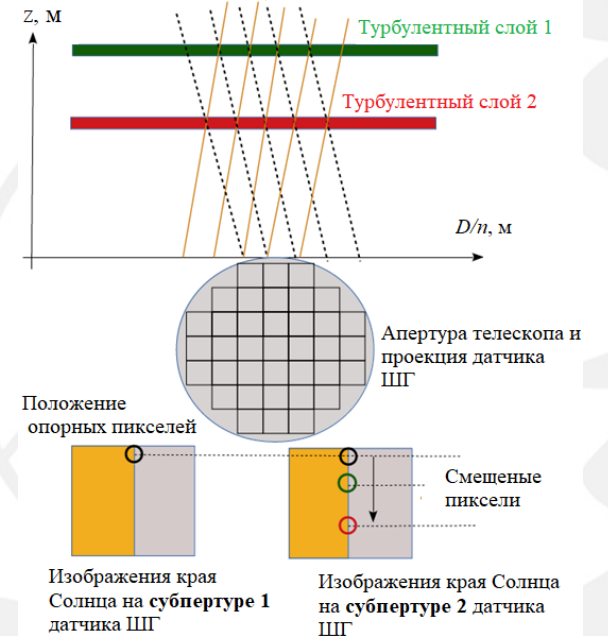 Z, м
Турбулентный слой 1
Турбулентный слой 2
D/n, м
Апертура телескопа и
проекция датчика
ШГ
Положение
опорных пикселей
Смещеные
пиксели
Изображения края
Солнца на субпертуре 1
датчика ШГ
Изображения края Солнца
на субпертуре 2 датчика
ШГ